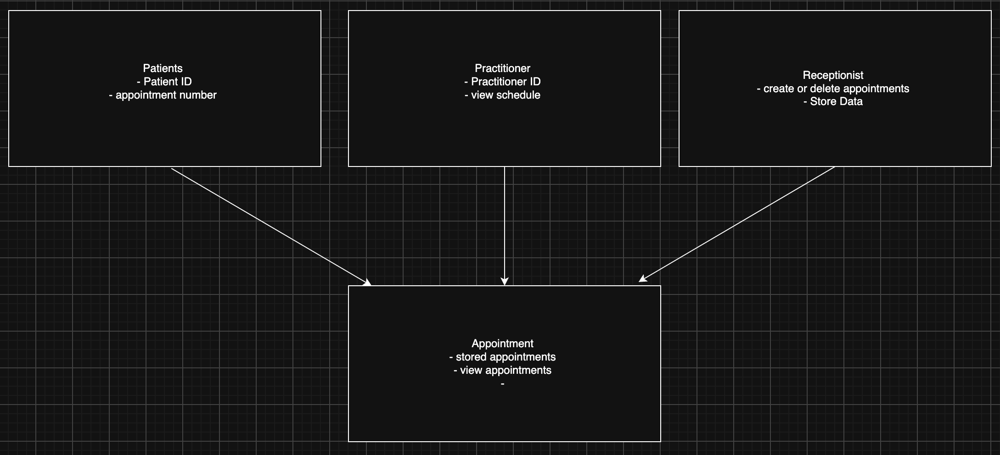 Patients
- Patient ID
- appointment number
Practitioner
- Practitioner ID
- view schedule
Receptionist
- create or delete appointments
- Store Data
Appointment
- stored appointments
- view appointments
-